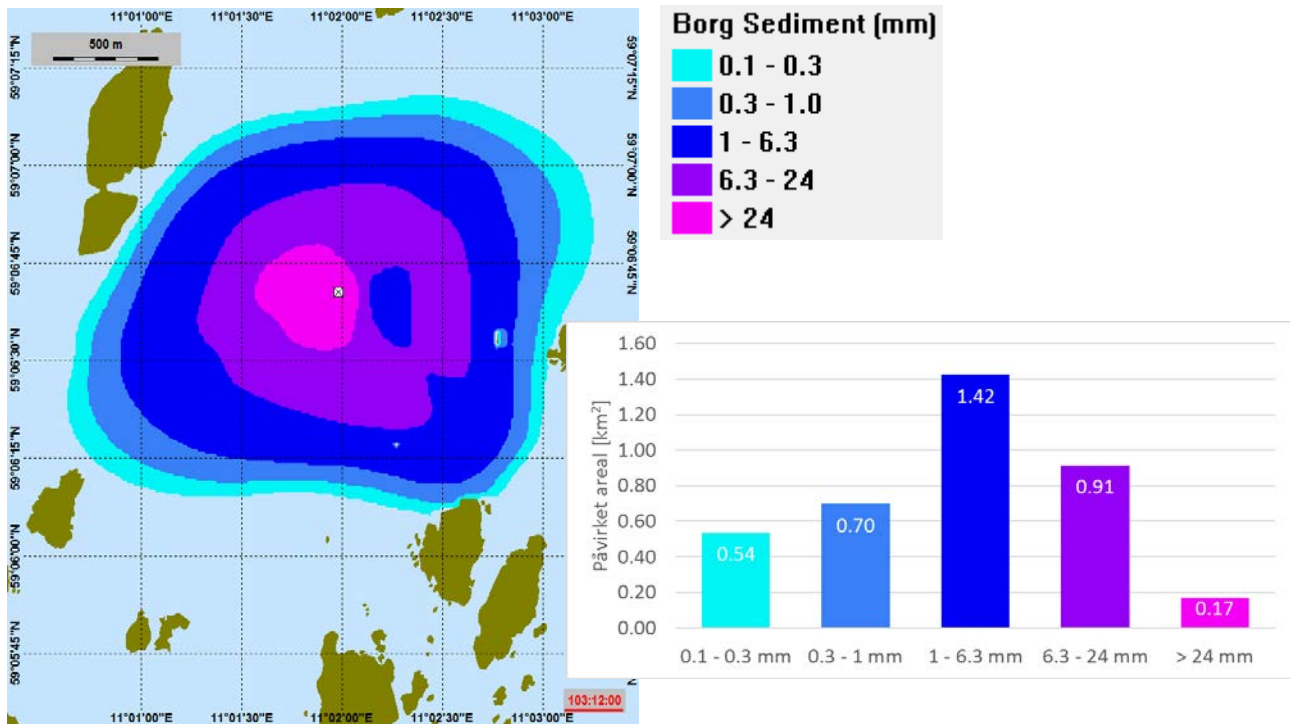 11°01'00"E 11°01'30"E 11°02'00"E 11°02'30"E 11°03'00"E
500 m
59°07'15"N 59°07'15"N
59°07'00"N 59°07'00"N
59°06'45"N 59°06'45"N
59°06'30"N
59°06'15"N
59°06'00"N
59°05'45"N N
103:12:00
11°01'00"E 11°01'30"E 11°02'00"E 11°02'30"E 11°03'00"E
Borg Sediment (mm)
0.1 - 0.3
0.3 - 1.0
1 - 6.3
6.3 - 24
> 24
Påvirket areal [km²]
1.60
1.40
1.20
1.00
0.80
0.60
0.40
0.20
0.00
0.54
0.70
1.42
0.91
0.17
0.1 - 0.3 mm 0.3 - 1 mm 1 - 6.3 mm 6.3 - 24 mm > 24 mm